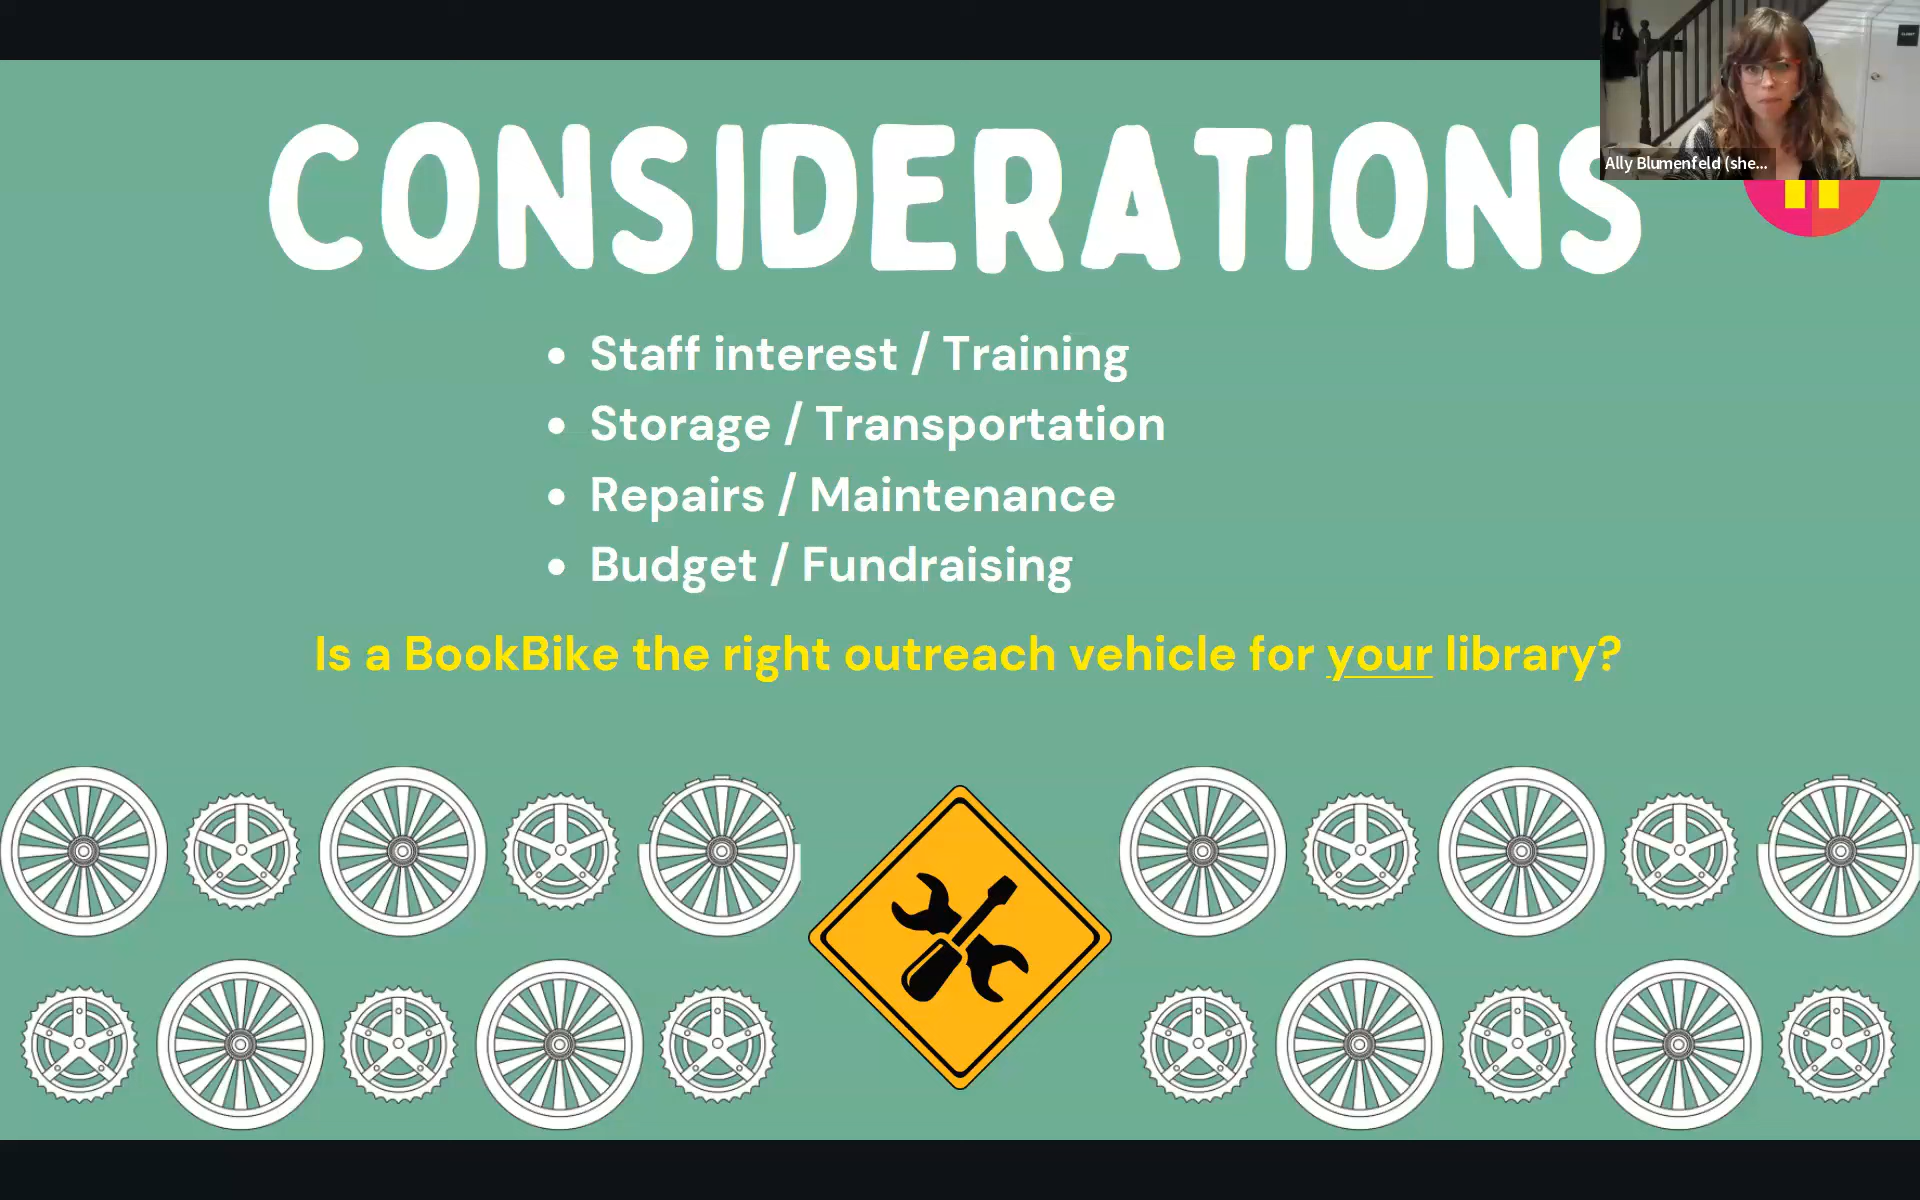 CONSIDERATIONS
Ally Blumenfeld (she...
• Staff interest / Training
• Storage / Transportation
• Repairs / Maintenance
• Budget / Fundraising
Is a BookBike the right outreach vehicle for your library?